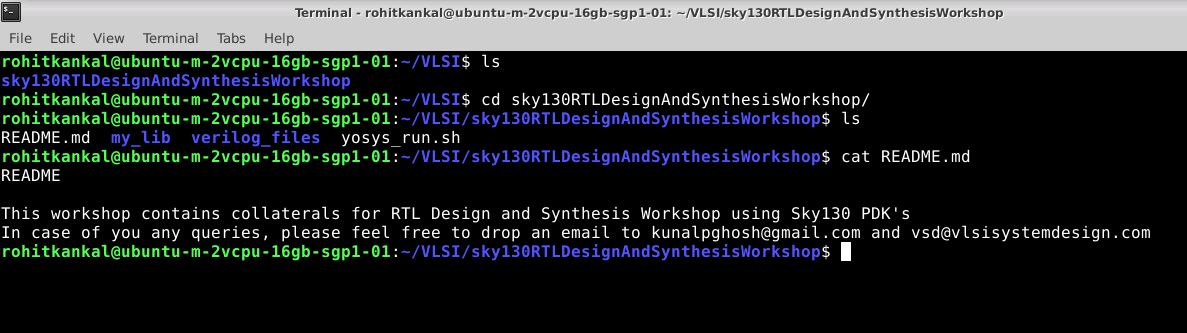 Terminal - rohitkankal@ubuntu-m-2vcpu-16gb-sgp1-01: ~/VLSI/sky130RTLDesignAndSynthesisWorkshop
File Edit View Terminal Tabs Help
rohitkankal@ubuntu-m-2vcpu-16gb-sgp1-01:~/VLSI$ ls
sky130RTLDesignAndSynthesisWorkshop
rohitkankal@ubuntu-m-2vcpu-16gb-sgp1-01:~/VLSI$ cd sky130RTLDesignAndSynthesisWorkshop/
rohitkankal@ubuntu-m-2vcpu-16gb-sgp1-01:~/VLSI/sky130RTLDesignAndSynthesisWorkshop$ ls
README.md my_lib verilog_files yosys_run.sh
rohitkankal@ubuntu-m-2vcpu-16gb-sgp1-01:~/VLSI/sky130RTLDesignAndSynthesisWorkshop$ cat README.md
README
This workshop contains collaterals for RTL Design and Synthesis Workshop using Sky130 PDK's
In case of you any queries, please feel free to drop an email to kunalpghosh@gmail.com and vsd@vlsisystemdesign.com
rohitkankal@ubuntu-m-2vcpu-16gb-sgp1-01:~/VLSI/sky130RTLDesignAndSynthesisWorkshop$